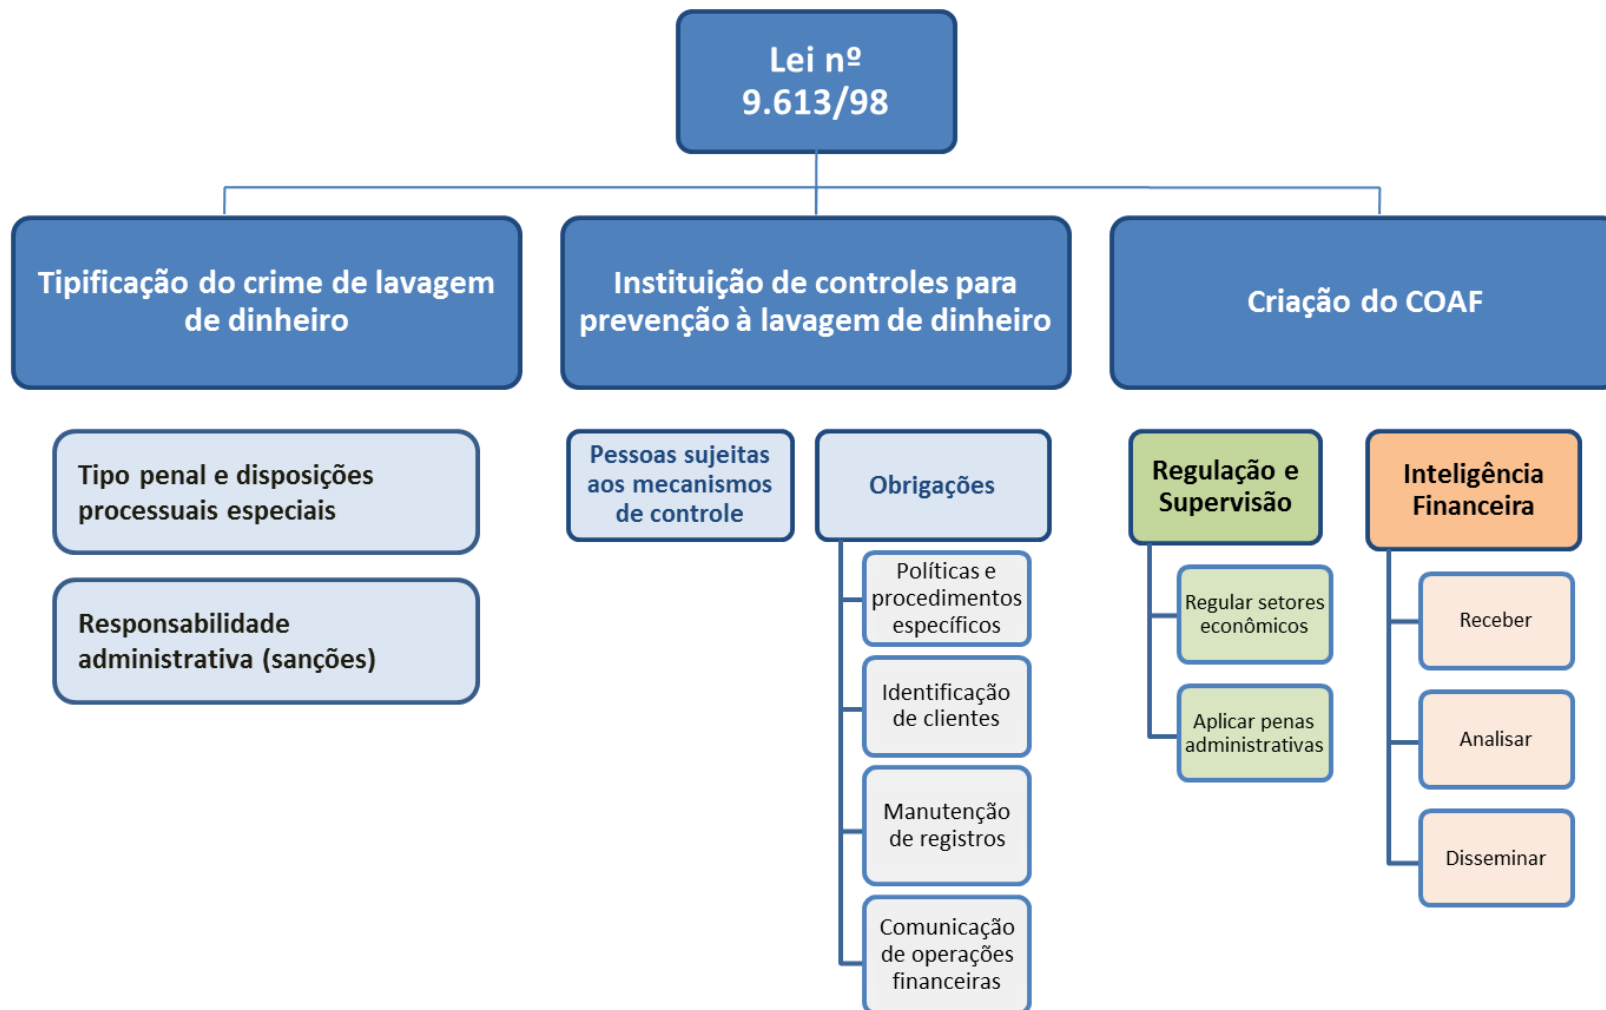 Lei nº
9.613/98
Tipificação do crime de lavagem
de dinheiro
Instituição de controles para
prevenção à lavagem de dinheiro
Criação do COAF
Tipo penal e disposições
processuais especiais
Responsabilidade
administrativa (sanções)
Pessoas sujeitas
aos mecanismos
de controle
Obrigações
Políticas e
procedimentos
específicos
Identificação
de clientes
Manutenção
de registros
Comunicação
de operações
financeiras
Regulação e
Supervisão
Regular setores
econômicos
Aplicar penas
administrativas
Inteligência
Financeira
Receber
Analisar
Disseminar